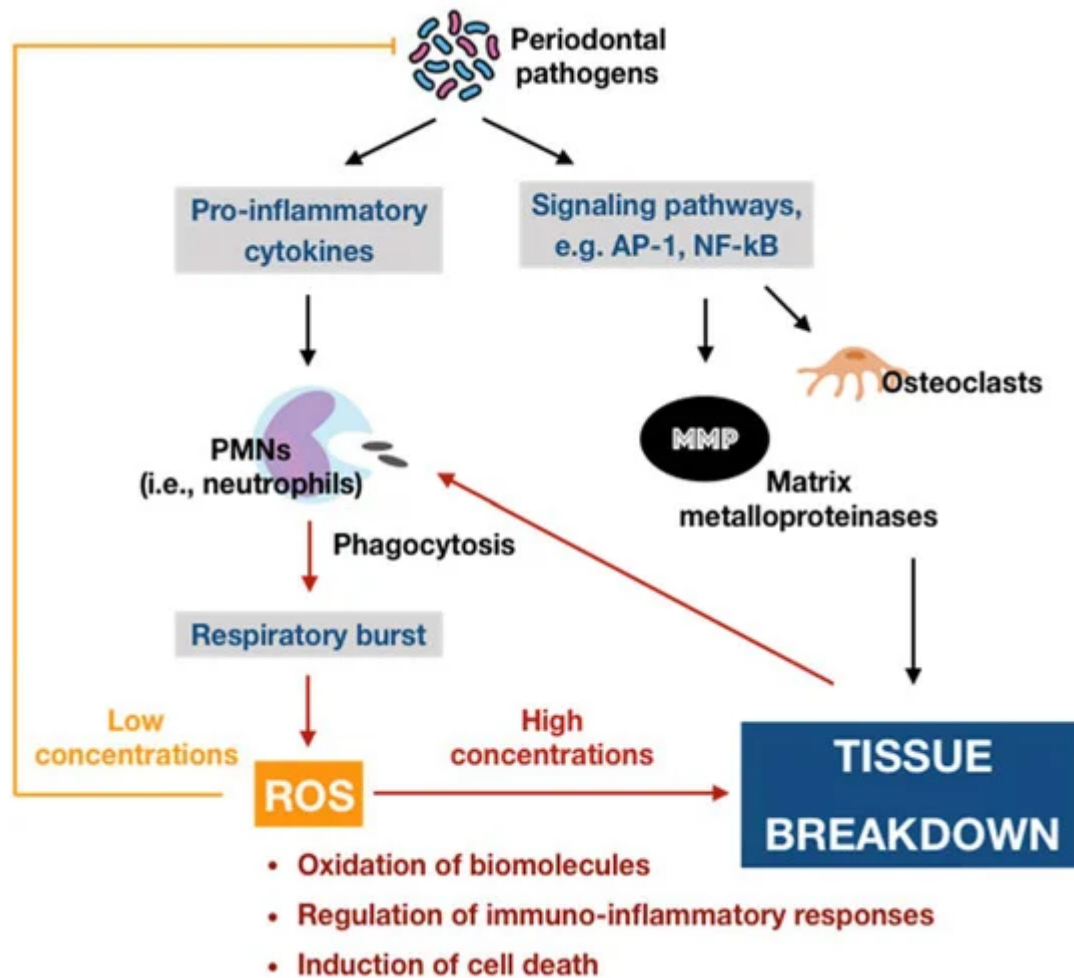 Periodontal
pathogens
Pro-inflammatory
cytokines
Signaling pathways,
e.g. AP-1, NF-kB
Osteoclasts
MMP
PMNs
(i.e., neutrophils)
Matrix
metalloproteinases
Phagocytosis
Respiratory burst
Low
concentrations
High
concentrations
ROS
TISSUE
BREAKDOWN
• Oxidation of biomolecules
• Regulation of immuno-inflammatory responses
• Induction of cell death